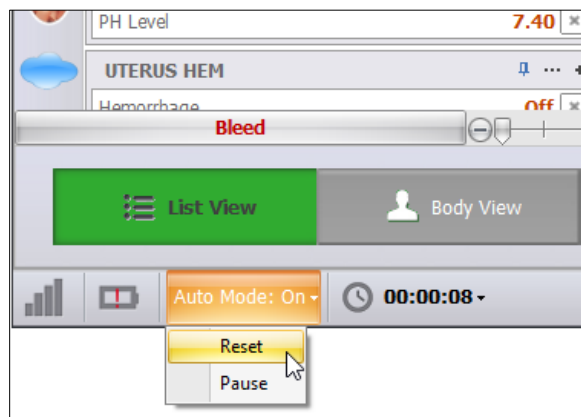 PH Level 7.40
UTERUS HEM
Hemorrhage Off
Bleed
List View Body View
Auto Mode: On 00:00:08
Reset
Pause